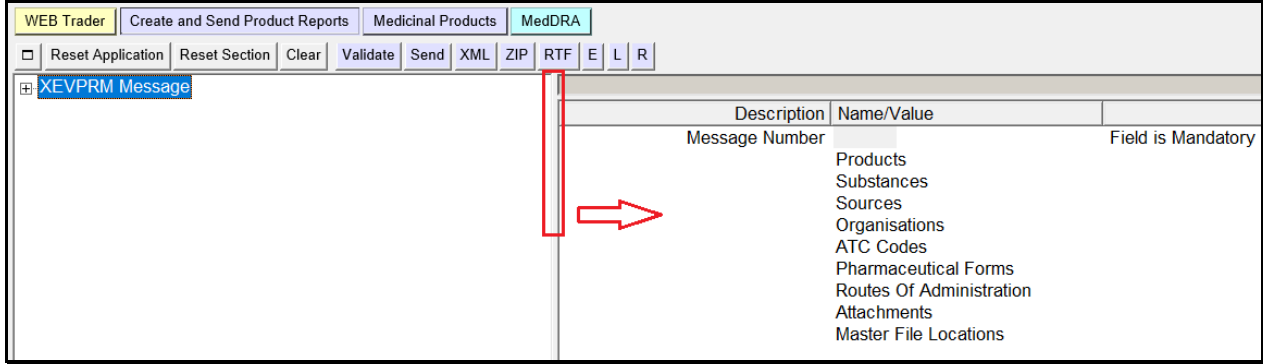 WEB Trader Create and Send Product Reports Medicinal Products MedDRA
Reset Application Reset Section Clear Validate Send XML ZIP RTF E L R
XEVPRM Message
Description Name/Value
Message Number Field is Mandatory
Products
Substances
Sources
Organisations
ATC Codes
Pharmaceutical Forms
Routes Of Administration
Attachments
Master File Locations